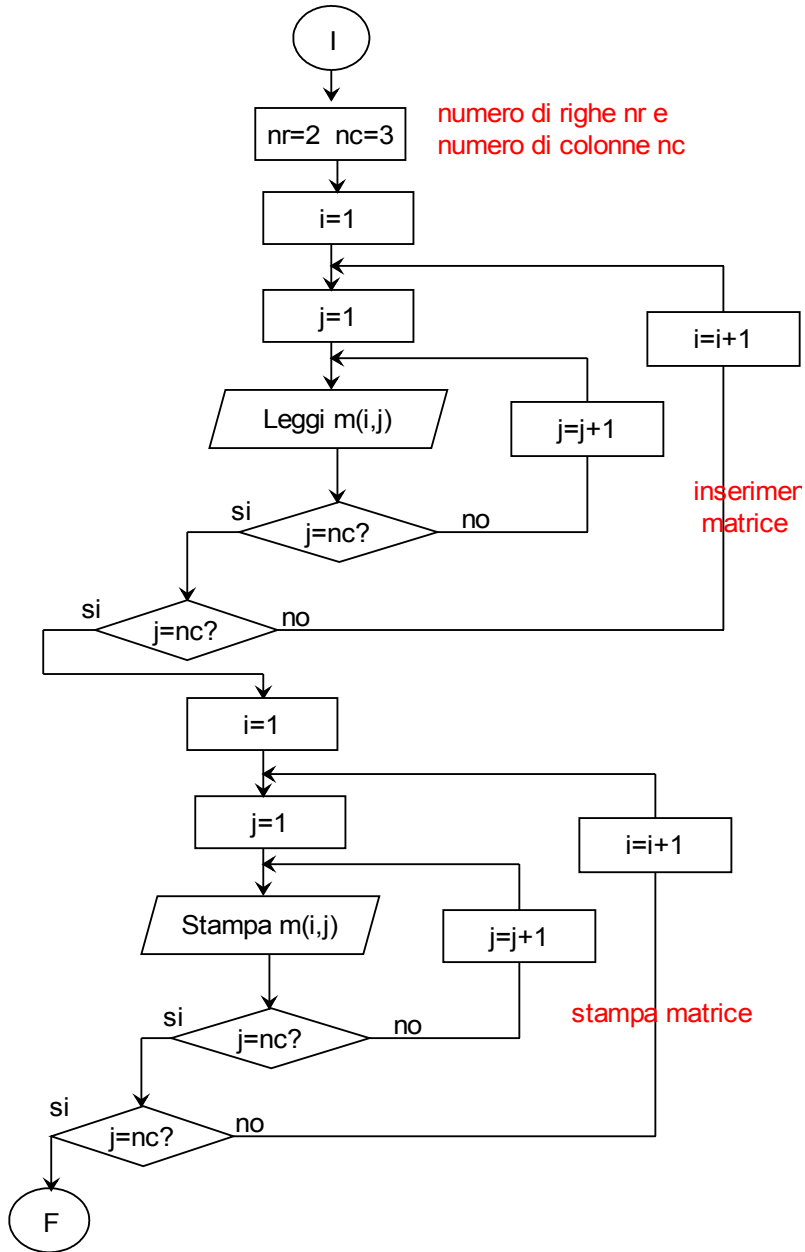 I
numero di righe nr e
numero di colonne nc
nr=2 nc=3
i=1
j=1
i=i+1
Leggi m(i,j)
j=j+1
inserimen
matrice
si
j=nc?
no
si
j=nc?
no
i=1
j=1
i=i+1
Stampa m(i,j)
j=j+1
stampa matrice
si
j=nc?
no
si
j=nc?
no
F